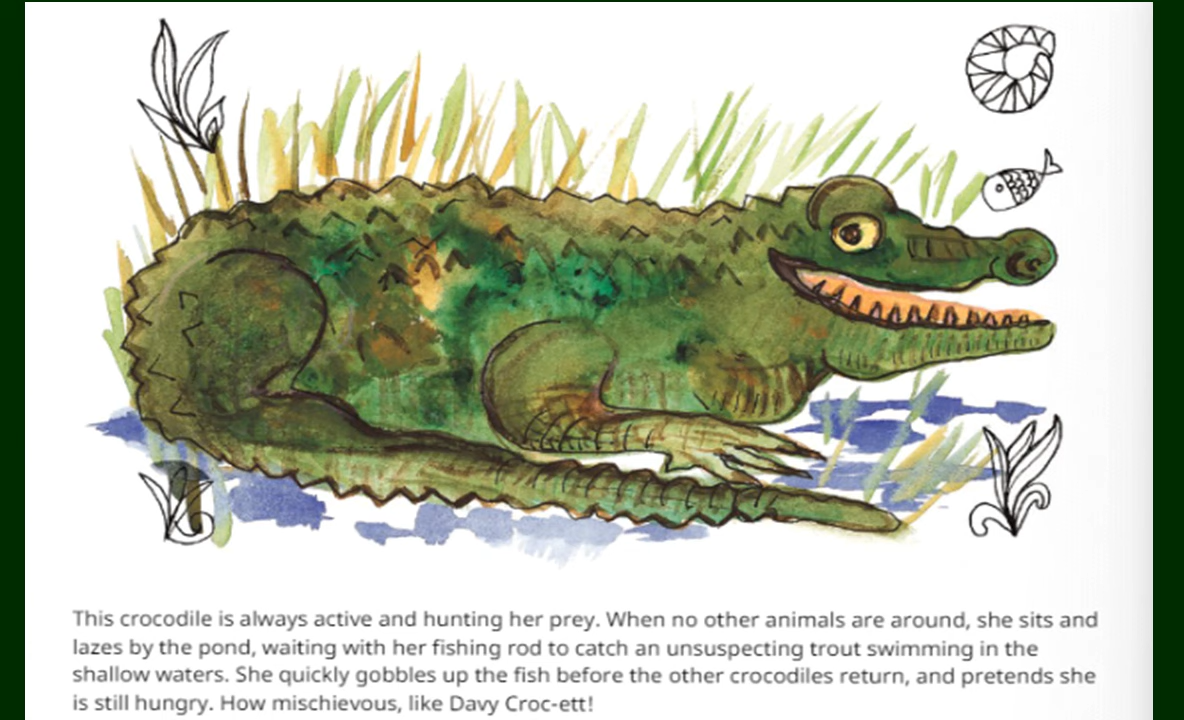 This crocodile is always active and hunting her prey. When no other animals are around, she sits and
lazes by the pond, waiting with her fishing rod to catch an unsuspecting trout swimming in the
shallow waters. She quickly gobbles up the fish before the other crocodiles return, and pretends she
is still hungry. How mischievous, like Davy Croc-ett!